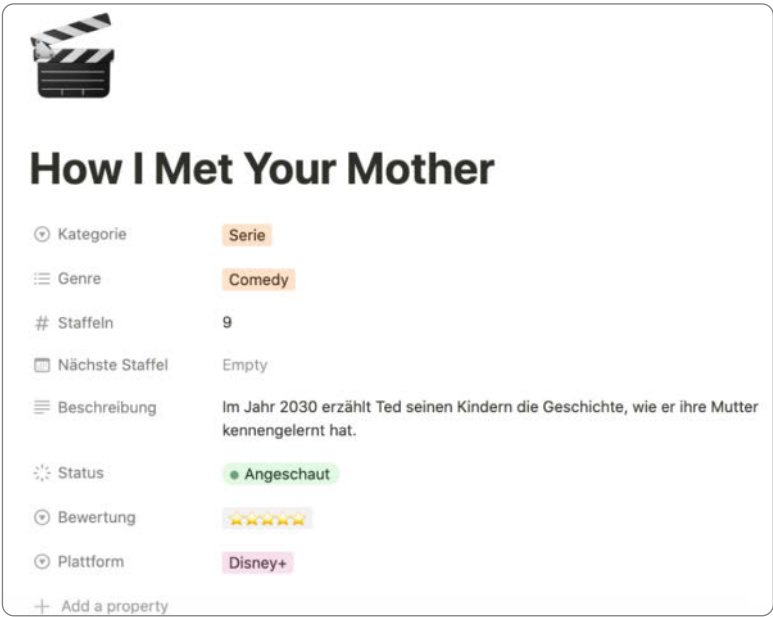 How I Met Your Mother
Kategorie Serie
Genre Comedy
# Staffeln 9
Nächste Staffel Empty
Beschreibung Im Jahr 2030 erzählt Ted seinen Kindern die Geschichte, wie er ihre Mutter
kennengelernt hat.
Status Angeschaut
Bewertung ⭐⭐⭐⭐⭐
Plattform Disney+
+ Add a property